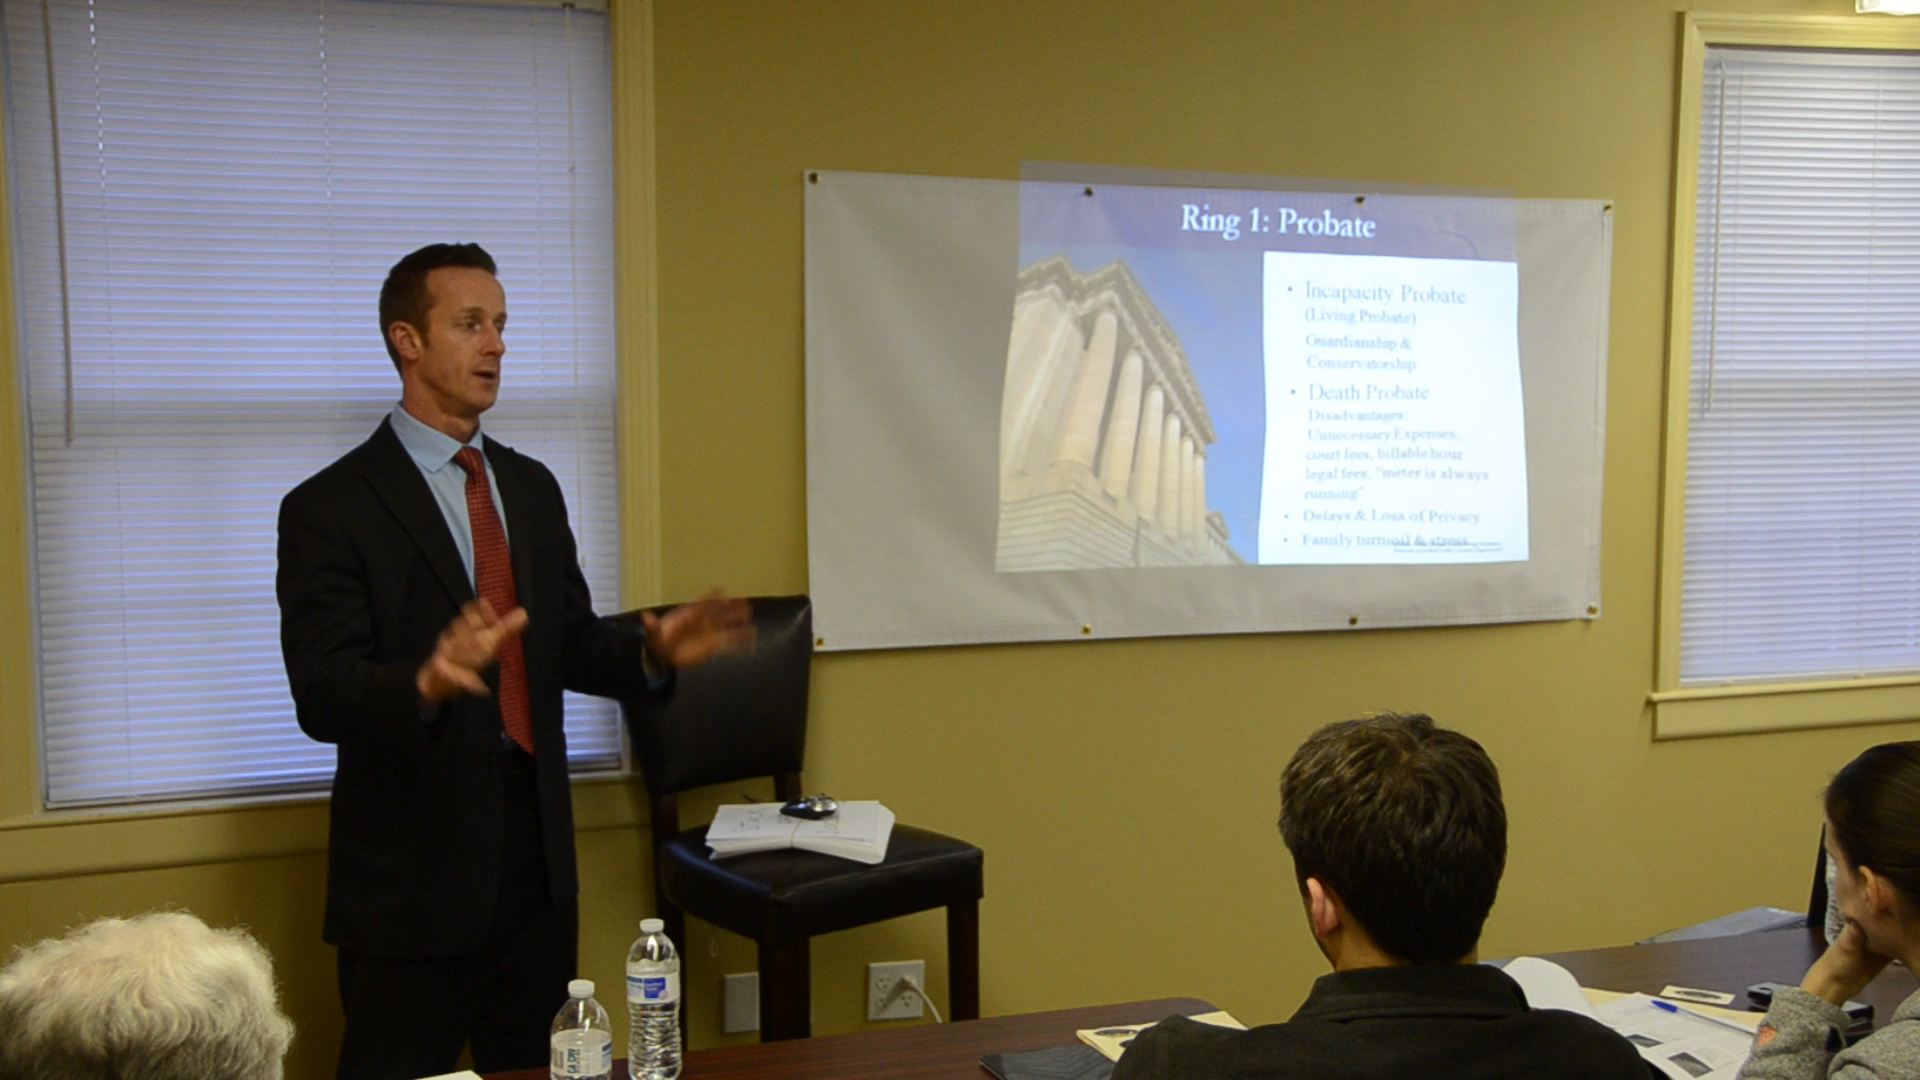 Ring 1: Probate
• Incapacity Probate
(Living Probate)
Guardianship &
Conservatorship
• Death Probate
Disadvantages:
Unnecessary Expenses,
court fees, billable hour
legal fees, "meter is always
running"
• Delays & Loss of Privacy
• Family turmoil & stress